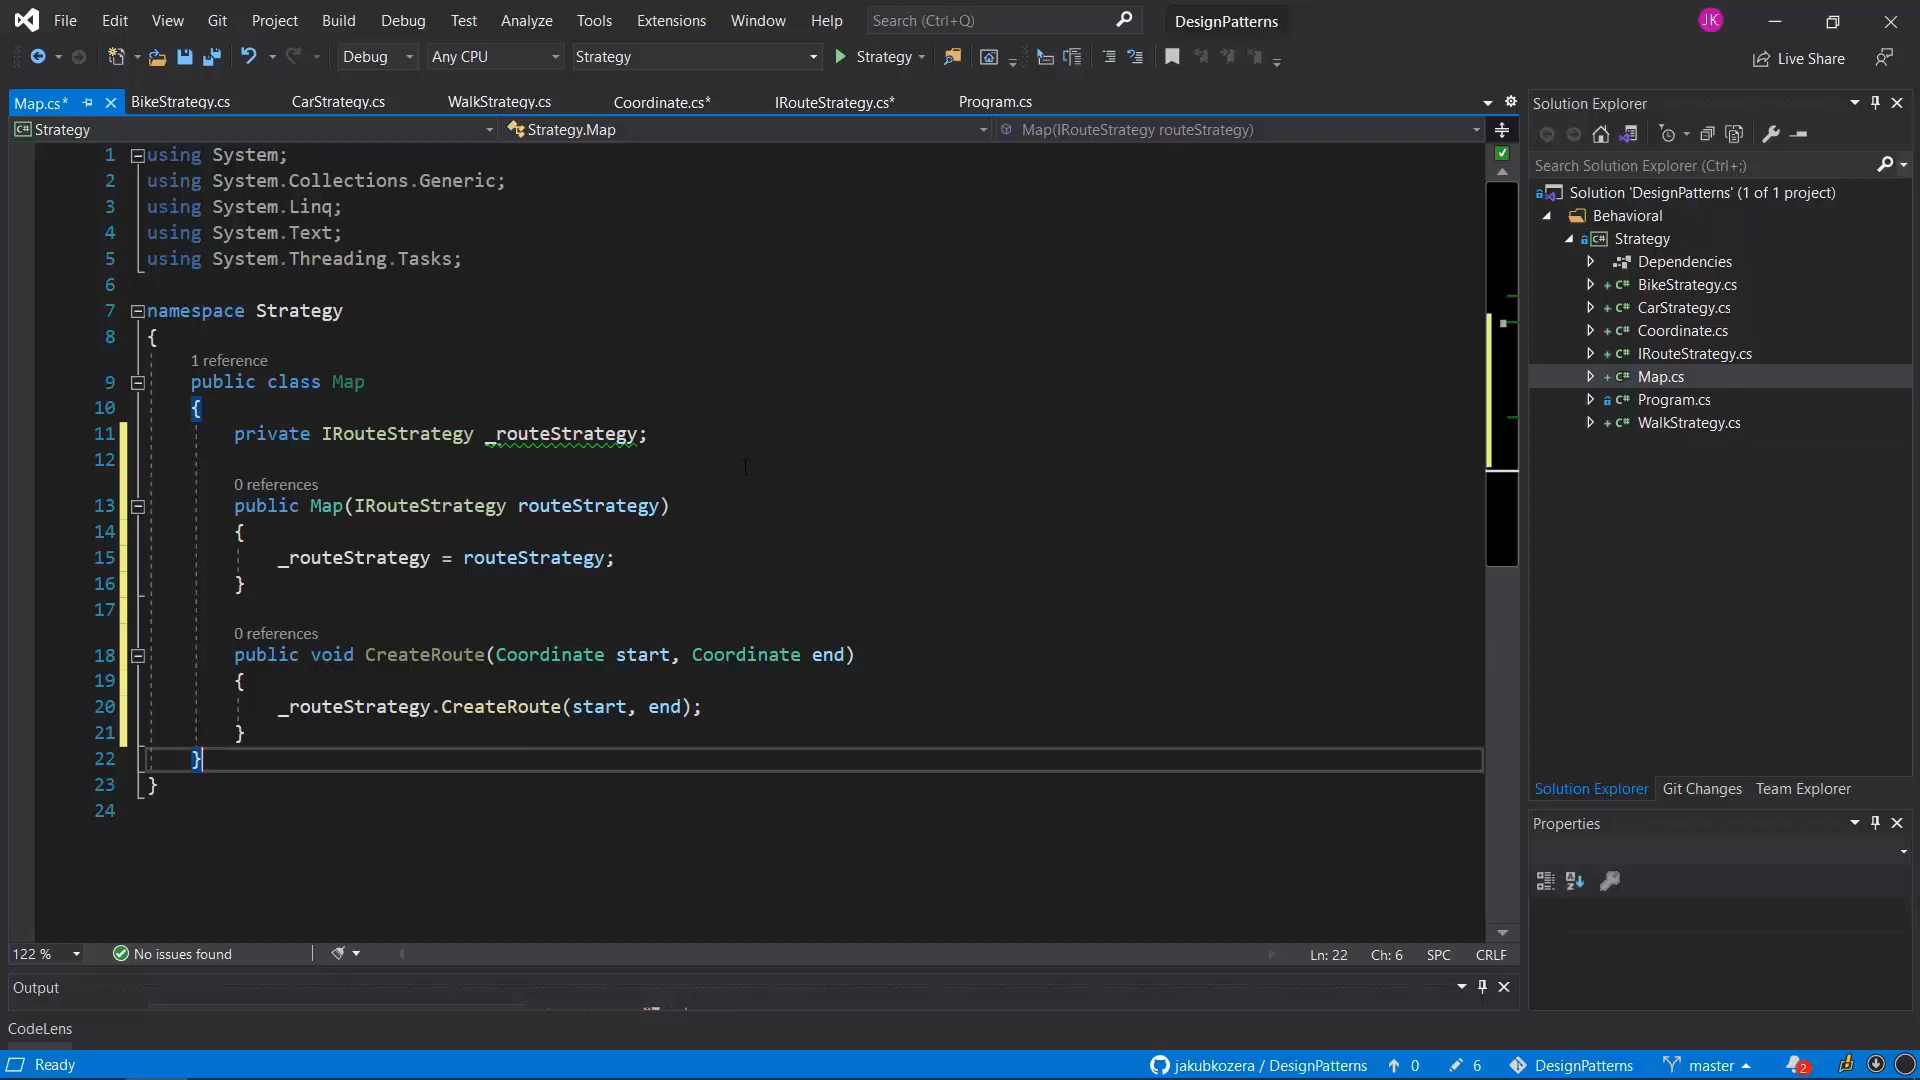 File Edit View Git Project Build Debug Test Analyze Tools Extensions Window Help Search (Ctrl+Q) DesignPatterns JK
Debug Any CPU Strategy Strategy Live Share
Map.cs* BikeStrategy.cs CarStrategy.cs WalkStrategy.cs Coordinate.cs* IRouteStrategy.cs* Program.cs
C# Strategy Strategy.Map Map(IRouteStrategy routeStrategy)
1 using System;
2 using System.Collections.Generic;
3 using System.Linq;
4 using System.Text;
5 using System.Threading.Tasks;
6
7 namespace Strategy
8 {
1 reference
9 public class Map
10 {
11 private IRouteStrategy _routeStrategy;
12
0 references
13 public Map(IRouteStrategy routeStrategy)
14 {
15 _routeStrategy = routeStrategy;
16 }
17
0 references
18 public void CreateRoute(Coordinate start, Coordinate end)
19 {
20 _routeStrategy.CreateRoute(start, end);
21 }
22 }
23 }
24
122 % No issues found Ln: 22 Ch: 6 SPC CRLF
Output
CodeLens
Solution Explorer
Search Solution Explorer (Ctrl+;)
Solution 'DesignPatterns' (1 of 1 project)
Behavioral
C# Strategy
Dependencies
+ C# BikeStrategy.cs
+ C# CarStrategy.cs
+ C# Coordinate.cs
+ C# IRouteStrategy.cs
+ C# Map.cs
C# Program.cs
+ C# WalkStrategy.cs
Solution Explorer Git Changes Team Explorer
Properties
Ready jakubkozera / DesignPatterns 0 6 DesignPatterns master 2